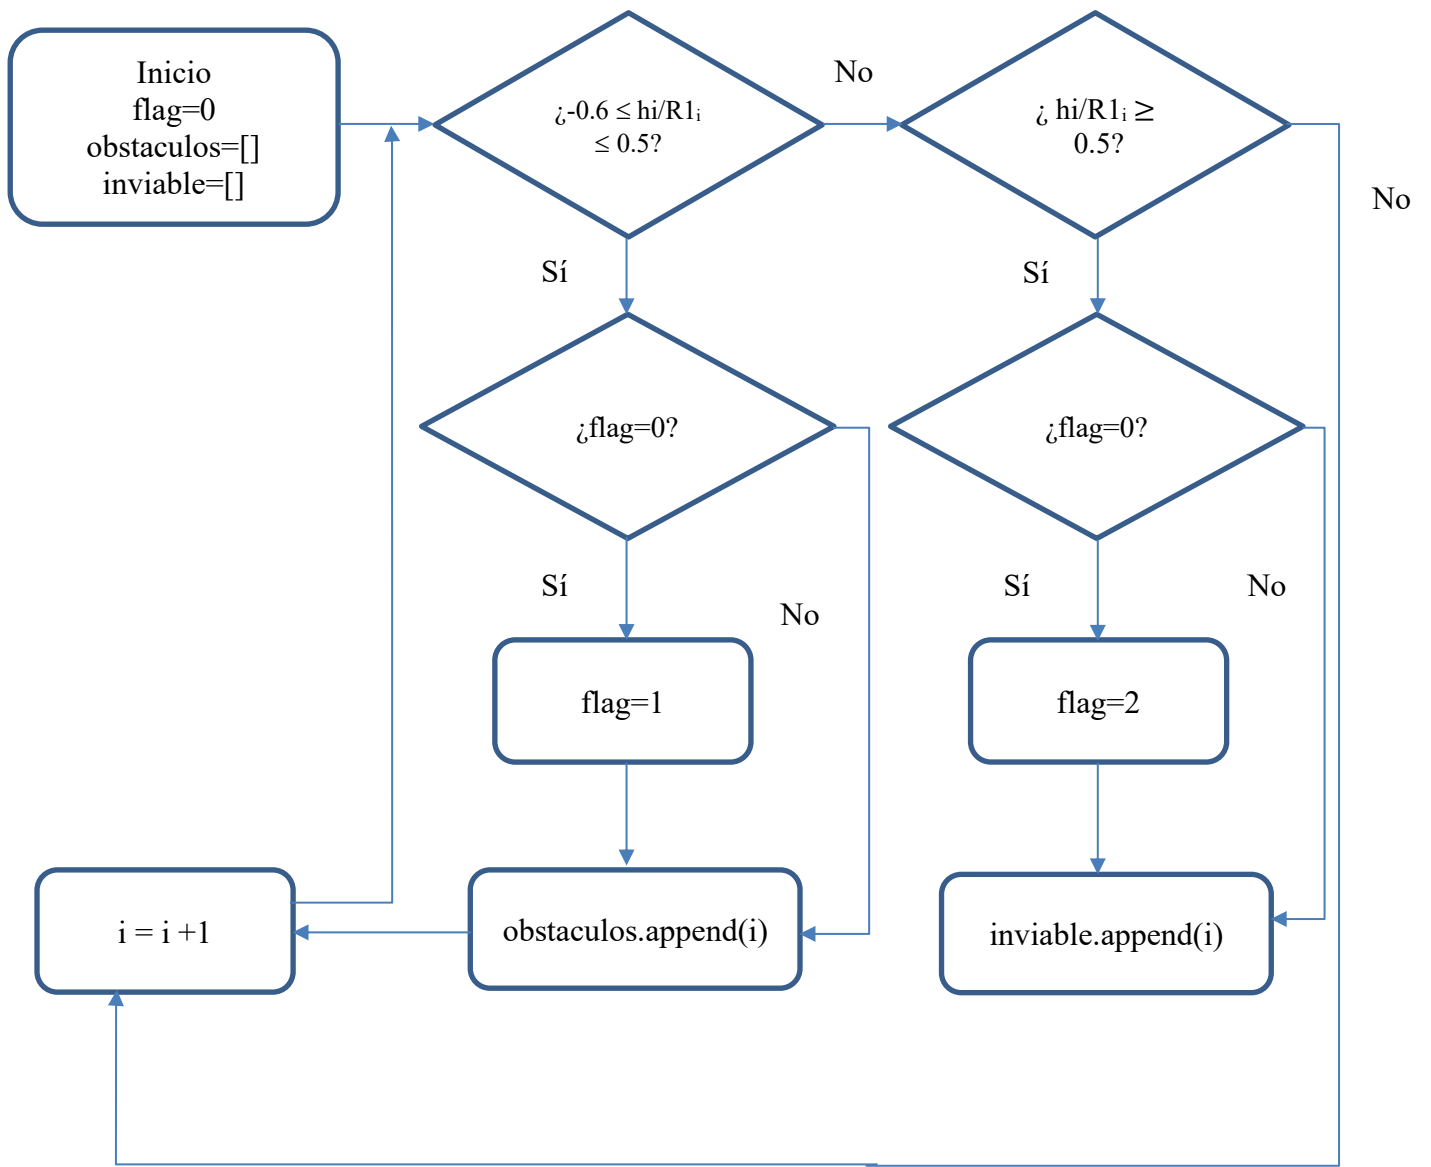 Inicio
flag=0
obstaculos=[]
inviable=[]
¿-0.6 ≤ hi/R1ᵢ
≤ 0.5?
No
¿ hi/R1ᵢ ≥
0.5?
No
Sí
Sí
¿flag=0?
¿flag=0?
Sí
No
Sí
No
flag=1
flag=2
i = i +1
obstaculos.append(i)
inviable.append(i)